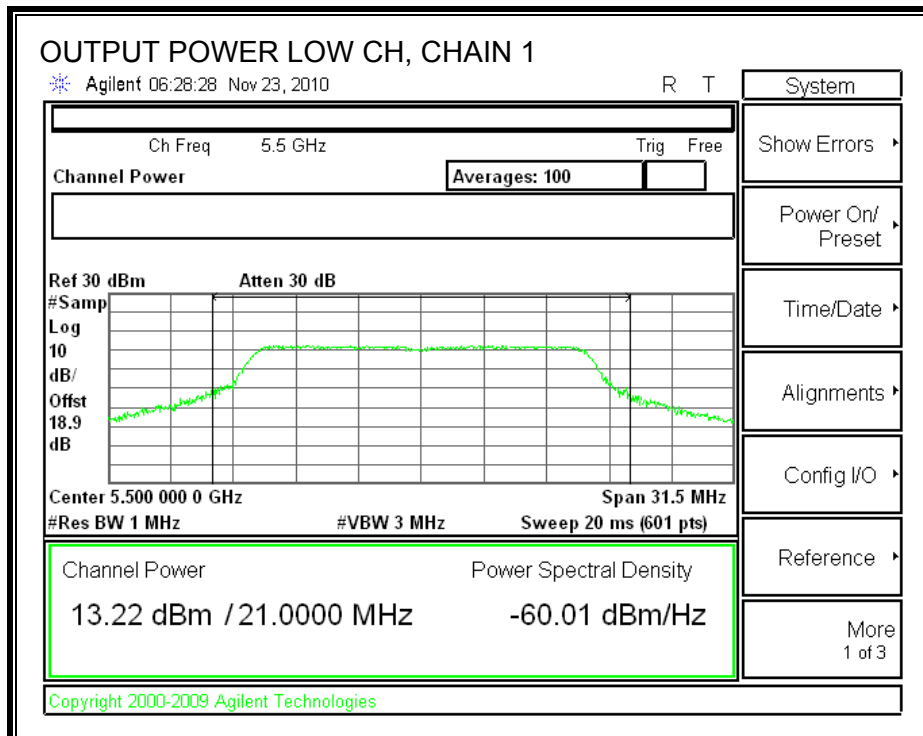 OUTPUT POWER LOW CH, CHAIN 1
Agilent 06:28:28 Nov 23, 2010 R T
System
Ch Freq 5.5 GHz Trig Free
Show Errors
Channel Power Averages: 100
Power On/
Preset
Ref 30 dBm Atten 30 dB
#Samp
Log
10
dB/
Offst
18.9
dB
Time/Date
Alignments
Config I/O
Center 5.500 000 0 GHz Span 31.5 MHz
#Res BW 1 MHz #VBW 3 MHz Sweep 20 ms (601 pts)
Reference
Channel Power Power Spectral Density
13.22 dBm / 21.0000 MHz -60.01 dBm/Hz
More
1 of 3
Copyright 2000-2009 Agilent Technologies